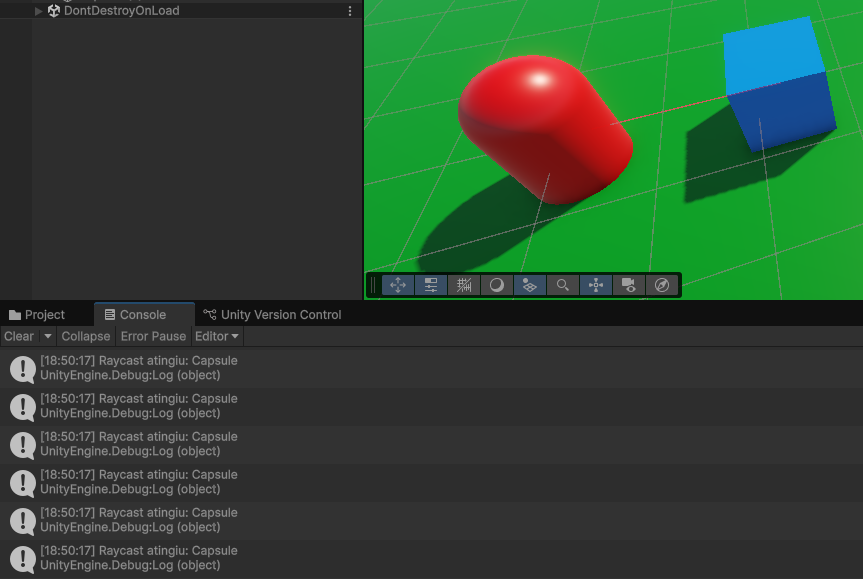 DontDestroyOnLoad
Project
Console
Unity Version Control
Clear
Collapse
Error Pause
Editor
[18:50:17] Raycast atingiu: Capsule
UnityEngine.Debug:Log (object)
[18:50:17] Raycast atingiu: Capsule
UnityEngine.Debug:Log (object)
[18:50:17] Raycast atingiu: Capsule
UnityEngine.Debug:Log (object)
[18:50:17] Raycast atingiu: Capsule
UnityEngine.Debug:Log (object)
[18:50:17] Raycast atingiu: Capsule
UnityEngine.Debug:Log (object)
[18:50:17] Raycast atingiu: Capsule
UnityEngine.Debug:Log (object)